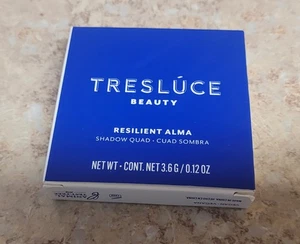 TRESLÚCE
BEAUTY
RESILIENT ALMA
SHADOW QUAD - CUAD SOMBRA
NET WT • CONT. NET 3.6 G / 0.12 OZ